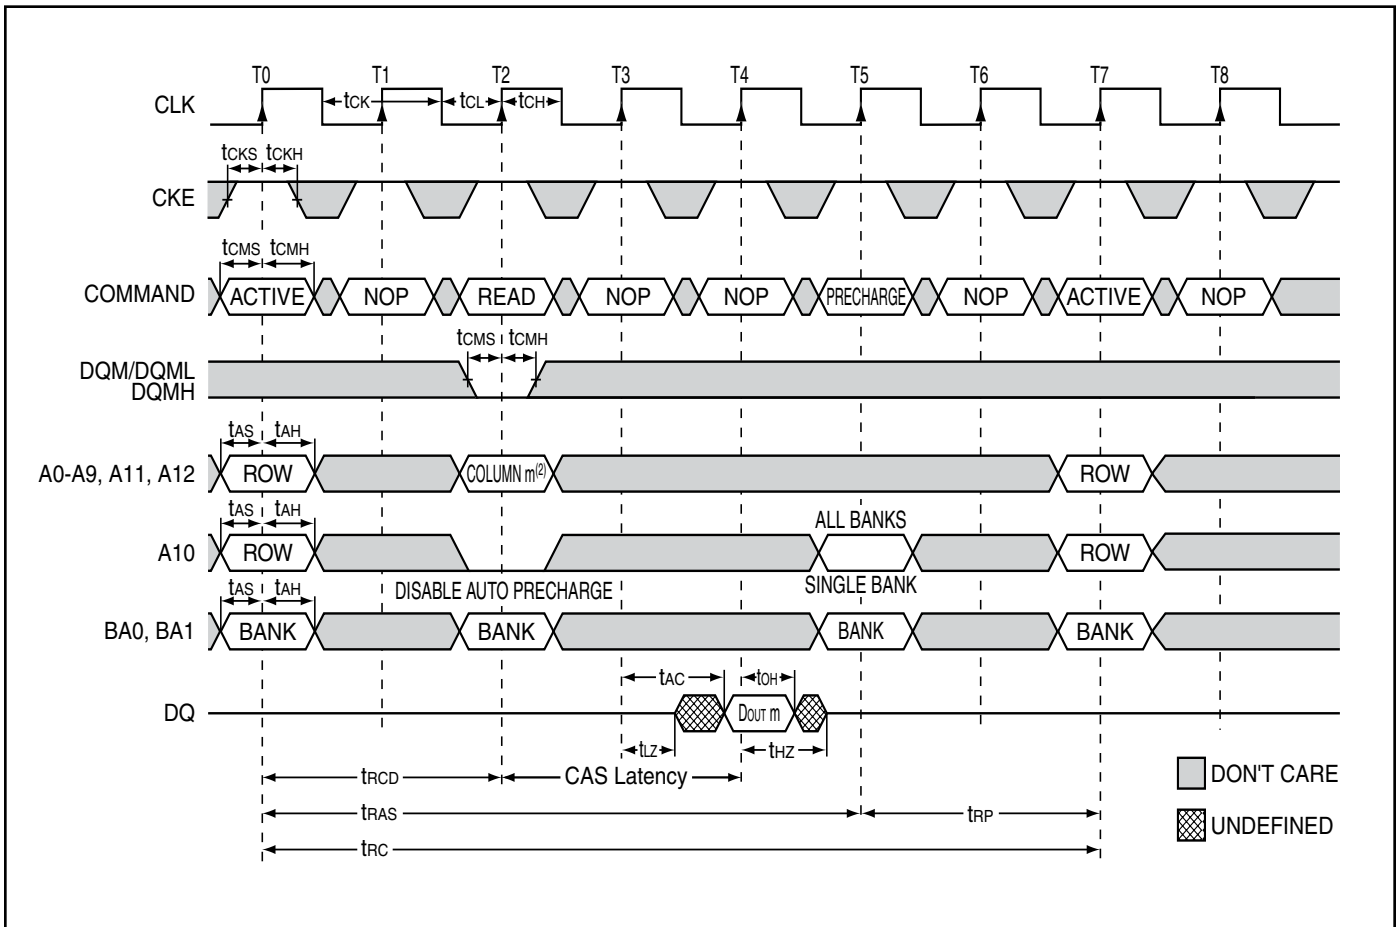 T0 T1 T2 T3 T4 T5 T6 T7 T8
CLK tCK tCL tCH
tCKS tCKH
CKE
tCMS tCMH
COMMAND ACTIVE NOP READ NOP NOP PRECHARGE NOP ACTIVE NOP
tCMS tCMH
DQM/DQML
DQMH
tAS tAH
A0-A9, A11, A12 ROW COLUMN m(2) ROW
tAS tAH ALL BANKS
A10 ROW ROW
DISABLE AUTO PRECHARGE SINGLE BANK
tAS tAH
BA0, BA1 BANK BANK BANK BANK
tAC tOH
DQ DOUT m
tLZ tHZ
tRCD CAS Latency DON'T CARE
tRAS tRP
UNDEFINED
tRC